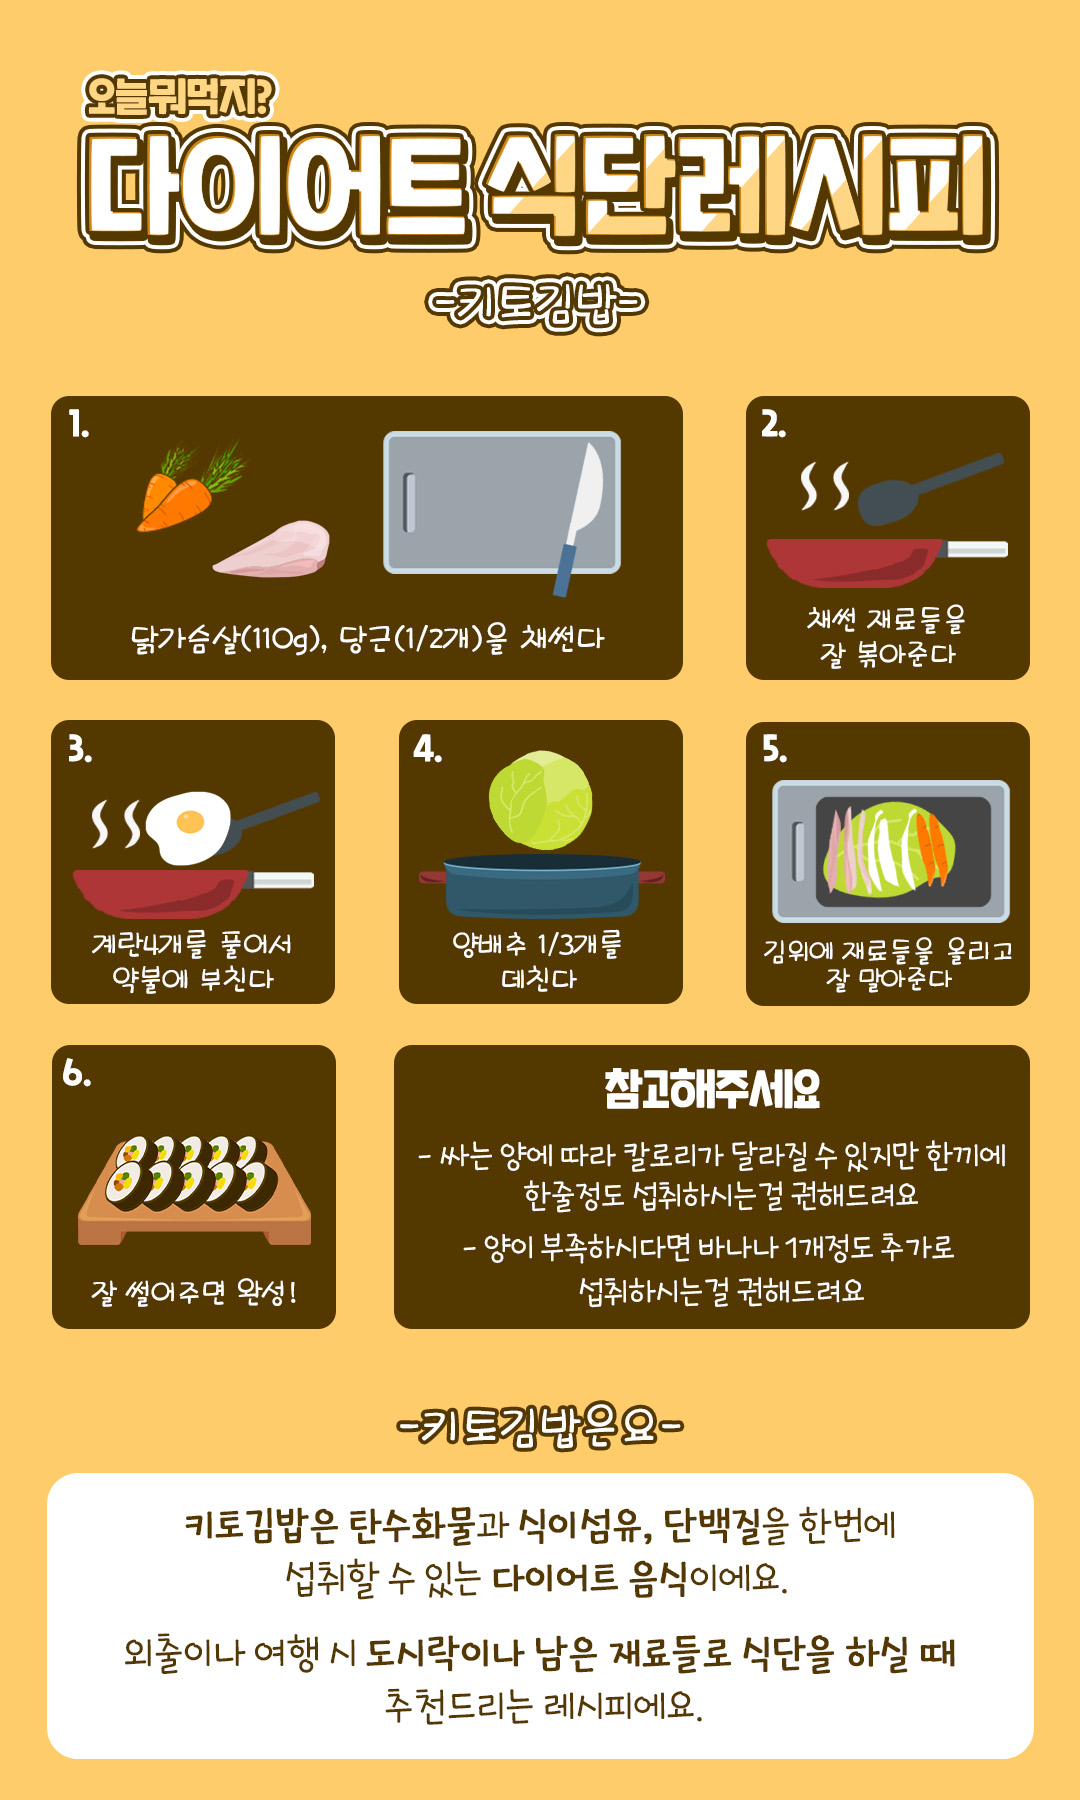 오늘뭐먹지?
다이어트 식단레시피
-키토김밥-
1.
닭가슴살(110g), 당근(1/2개)을 채썬다
2.
채썬 재료들을
잘 볶아준다
3.
계란4개를 풀어서
약불에 부친다
4.
양배추 1/3개를
데친다
5.
김위에 재료들을 올리고
잘 말아준다
6.
잘 썰어주면 완성!
참고해주세요
- 싸는 양에 따라 칼로리가 달라질 수 있지만 한끼에
한줄정도 섭취하시는걸 권해드려요
- 양이 부족하시다면 바나나 1개정도 추가로
섭취하시는걸 권해드려요
-키토김밥은요-
키토김밥은 탄수화물과 식이섬유, 단백질을 한번에
섭취할 수 있는 다이어트 음식이에요.
외출이나 여행 시 도시락이나 남은 재료들로 식단을 하실 때
추천드리는 레시피에요.